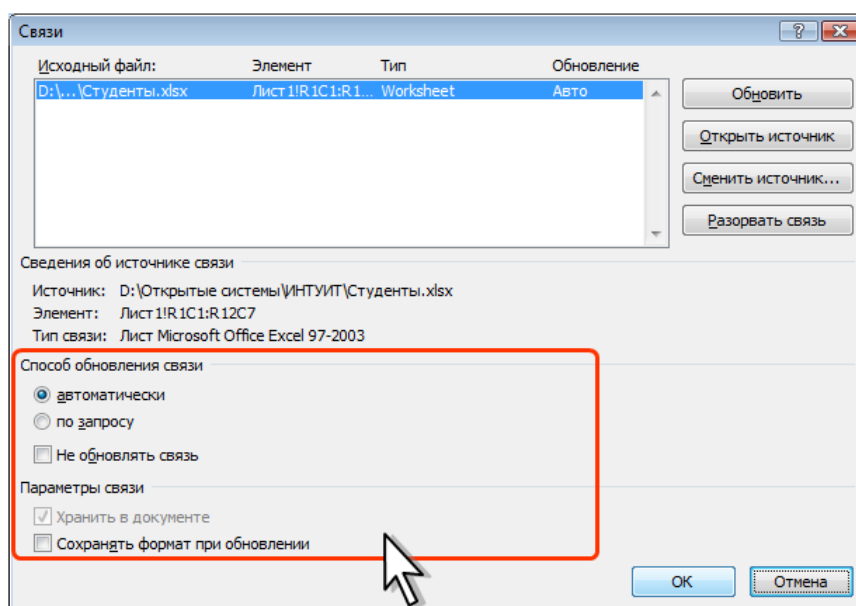 Связи
Исходный файл: Элемент Тип Обновление
D:\...\Студенты.xlsx Лист1!R1C1:R1... Worksheet Авто
Обновить
Открыть источник
Сменить источник...
Разорвать связь
Сведения об источнике связи
Источник: D:\Открытые системы\ИНТУИТ\Студенты.xlsx
Элемент: Лист1!R1C1:R12C7
Тип связи: Лист Microsoft Office Excel 97-2003
Способ обновления связи
автоматически
по запросу
Не обновлять связь
Параметры связи
Хранить в документе
Сохранять формат при обновлении
ОК Отмена